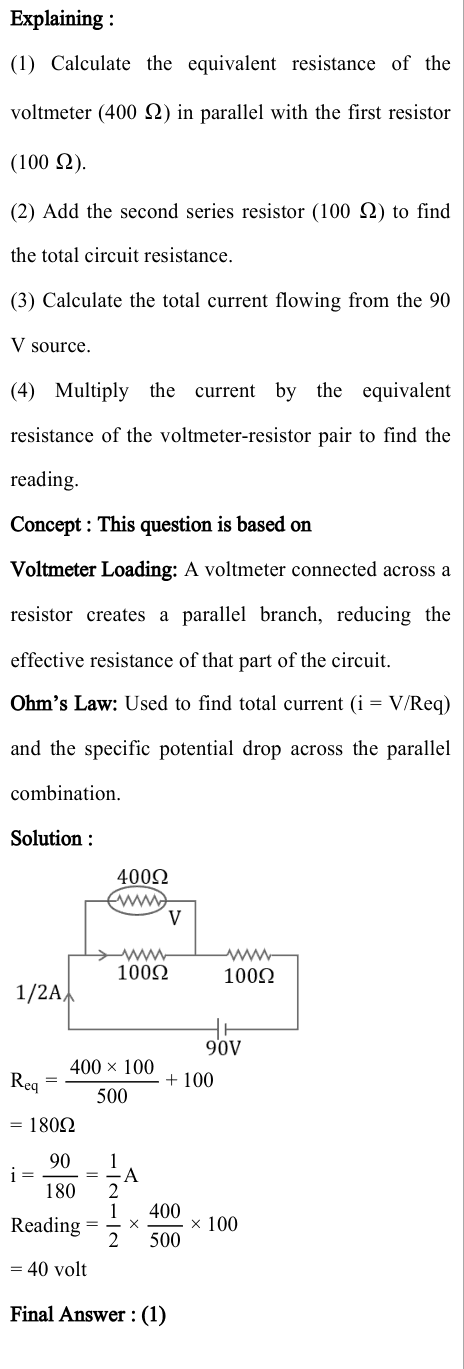 Explaining :
(1) Calculate the equivalent resistance of the
voltmeter (400 Ω) in parallel with the first resistor
(100 Ω).
(2) Add the second series resistor (100 Ω) to find
the total circuit resistance.
(3) Calculate the total current flowing from the 90
V source.
(4) Multiply the current by the equivalent
resistance of the voltmeter-resistor pair to find the
reading.
Concept : This question is based on
Voltmeter Loading: A voltmeter connected across a
resistor creates a parallel branch, reducing the
effective resistance of that part of the circuit.
Ohm’s Law: Used to find total current (i = V/Req)
and the specific potential drop across the parallel
combination.
Solution :
400Ω
V
100Ω
100Ω
1/2A
90V
R_eq = (400 × 100)/500 + 100
= 180Ω
i = 90/180 = 1/2 A
Reading = 1/2 × 400/500 × 100
= 40 volt
Final Answer : (1)